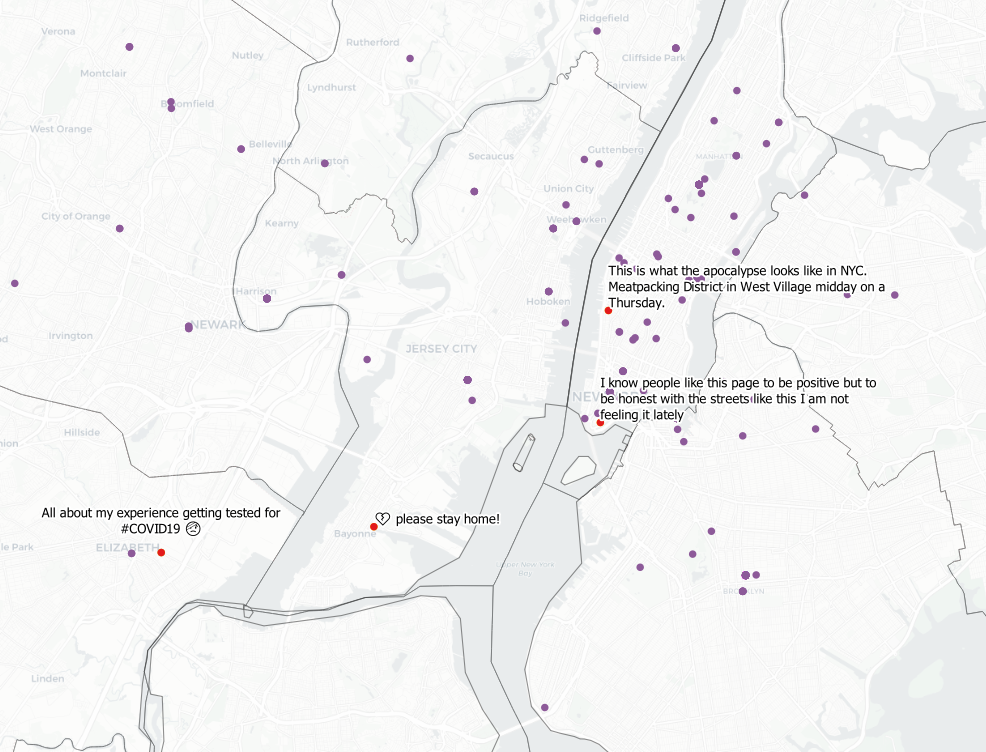 Ridgefield
Verona
Rutherford
Nutley
Cliffside Park
Montclair
Fairview
Lyndhurst
Bloomfield
West Orange
Belleville
Guttenberg
Secaucus
MANHATTAN
North Arlington
Union City
City of Orange
Weehawken
Kearny
This is what the apocalypse looks like in NYC.
Meatpacking District in West Village midday on a
Thursday.
Harrison
Hoboken
NEWARK
Irvington
JERSEY CITY
I know people like this page to be positive but to
be honest with the streets like this I am not
feeling it lately
Hillside
All about my experience getting tested for
#COVID19 🤕
💔 please stay home!
Bayonne
ELIZABETH
Upper New York
Bay
BROOKLYN
Linden